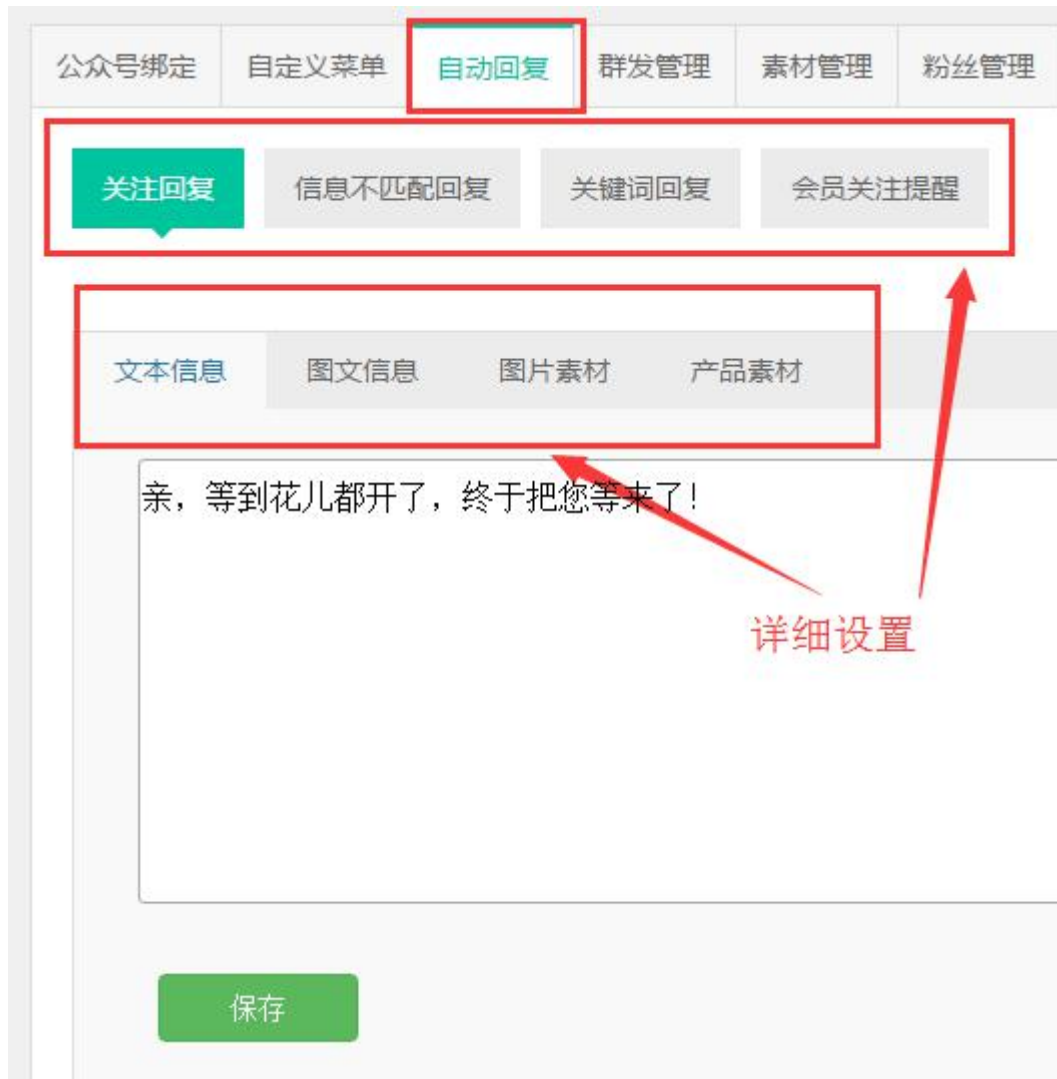 公众号绑定 自定义菜单 自动回复 群发管理 素材管理 粉丝管理
关注回复 信息不匹配回复 关键词回复 会员关注提醒
文本信息 图文信息 图片素材 产品素材
亲，等到花儿都开了，终于把您等来了!
详细设置
保存